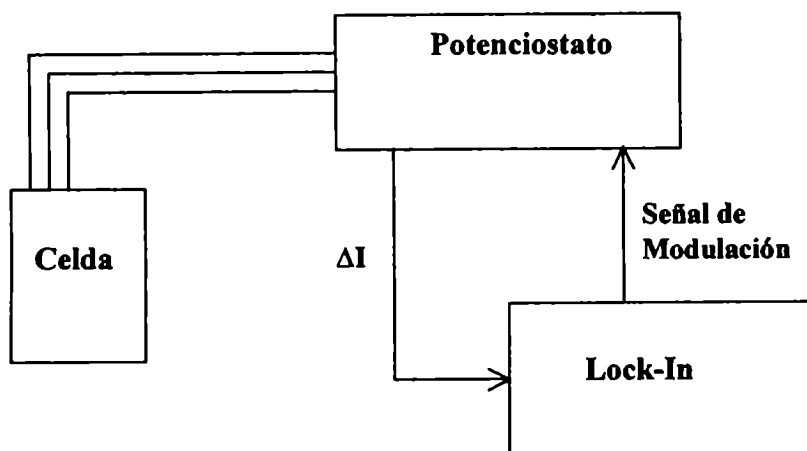 Potenciostato
Celda
ΔI
Señal de
Modulación
Lock-In